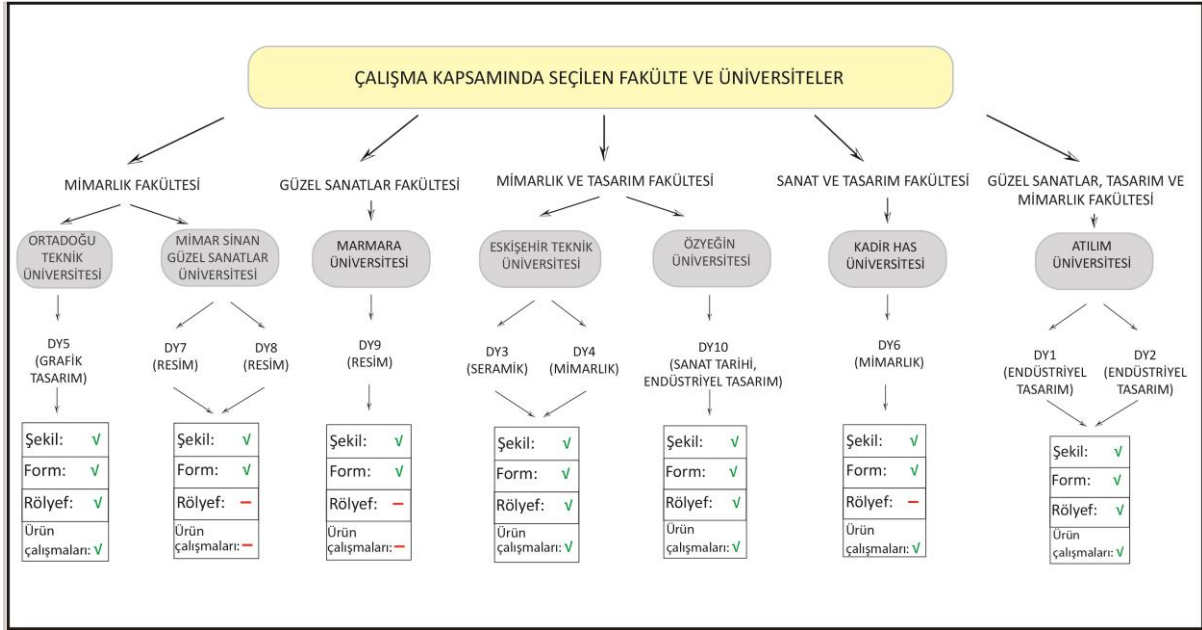 ÇALIŞMA KAPSAMINDA SEÇİLEN FAKÜLTE VE ÜNİVERSİTELER
MİMARLIK FAKÜLTESİ
ORTADOĞU
TEKNİK
ÜNİVERSİTESİ
DY5
(GRAFİK
TASARIM)
Şekil: √
Form: √
Rölyef: √
Ürün
çalışmaları: √
MİMAR SİNAN
GÜZEL SANATLAR
ÜNİVERSİTESİ
DY7
(RESİM)
DY8
(RESİM)
Şekil: √
Form: √
Rölyef: –
Ürün
çalışmaları: –
GÜZEL SANATLAR FAKÜLTESİ
MARMARA
ÜNİVERSİTESİ
DY9
(RESİM)
Şekil: √
Form: √
Rölyef: –
Ürün
çalışmaları: –
MİMARLIK VE TASARIM FAKÜLTESİ
ESKİŞEHİR TEKNİK
ÜNİVERSİTESİ
DY3
(SERAMİK)
DY4
(MİMARLIK)
Şekil: √
Form: √
Rölyef: √
Ürün
çalışmaları: √
ÖZYEĞİN
ÜNİVERSİTESİ
DY10
(SANAT TARİHİ,
ENDÜSTRİYEL TASARIM)
Şekil: √
Form: √
Rölyef: √
Ürün
çalışmaları: √
SANAT VE TASARIM FAKÜLTESİ
KADİR HAS
ÜNİVERSİTESİ
DY6
(MİMARLIK)
Şekil: √
Form: √
Rölyef: –
Ürün
çalışmaları: √
GÜZEL SANATLAR, TASARIM VE
MİMARLIK FAKÜLTESİ
ATILIM
ÜNİVERSİTESİ
DY1
(ENDÜSTRİYEL
TASARIM)
DY2
(ENDÜSTRİYEL
TASARIM)
Şekil: √
Form: √
Rölyef: √
Ürün
çalışmaları: √